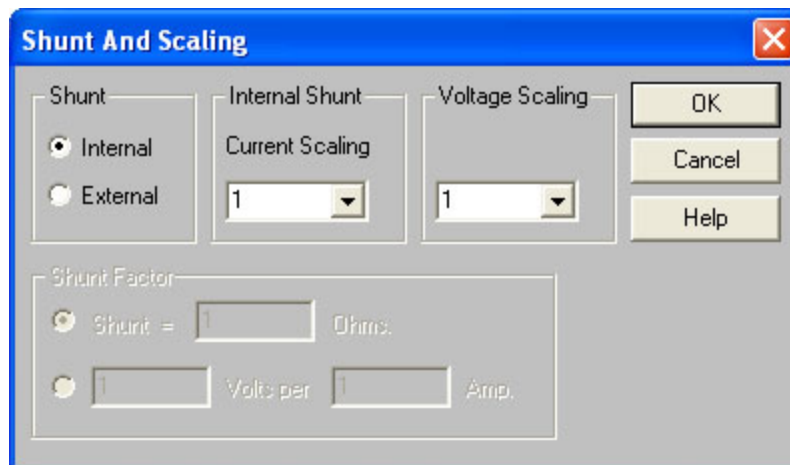 Shunt And Scaling
Shunt
Internal
External
Internal Shunt
Current Scaling
1
Voltage Scaling
1
OK
Cancel
Help
Shunt Factor
Shunt = 1 Ohms.
1 Volts per 1 Amp.